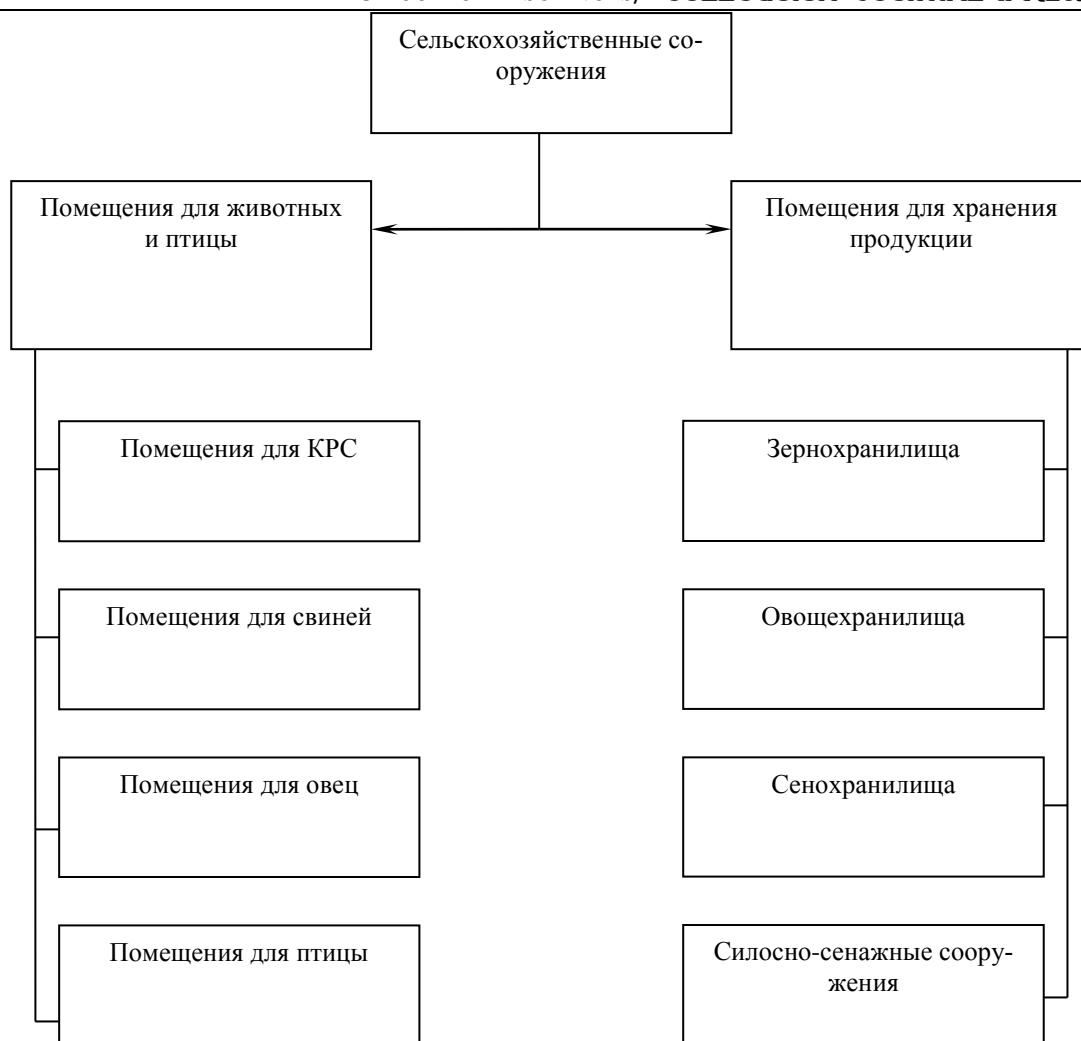 Сельскохозяйственные со-
оружения
Помещения для животных
и птицы
Помещения для хранения
продукции
Помещения для КРС
Зернохранилища
Помещения для свиней
Овощехранилища
Помещения для овец
Сенохранилища
Помещения для птицы
Силосно-сенажные соору-
жения